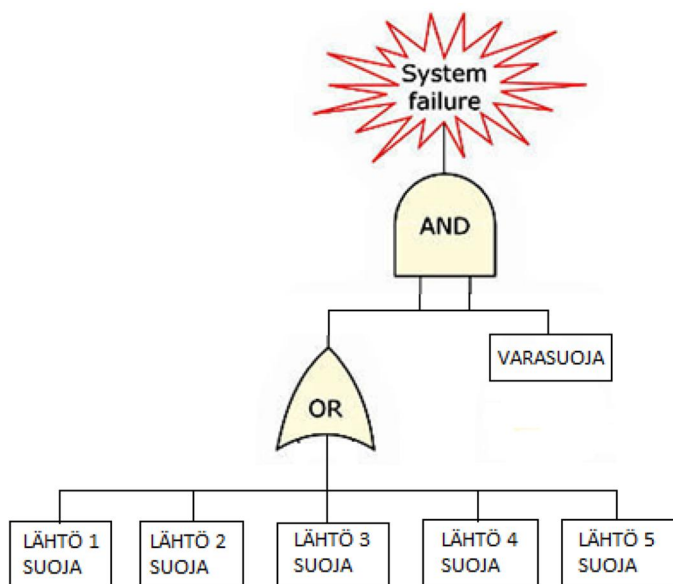 System
failure
AND
VARASUOJA
OR
LÄHTÖ 1
SUOJA
LÄHTÖ 2
SUOJA
LÄHTÖ 3
SUOJA
LÄHTÖ 4
SUOJA
LÄHTÖ 5
SUOJA